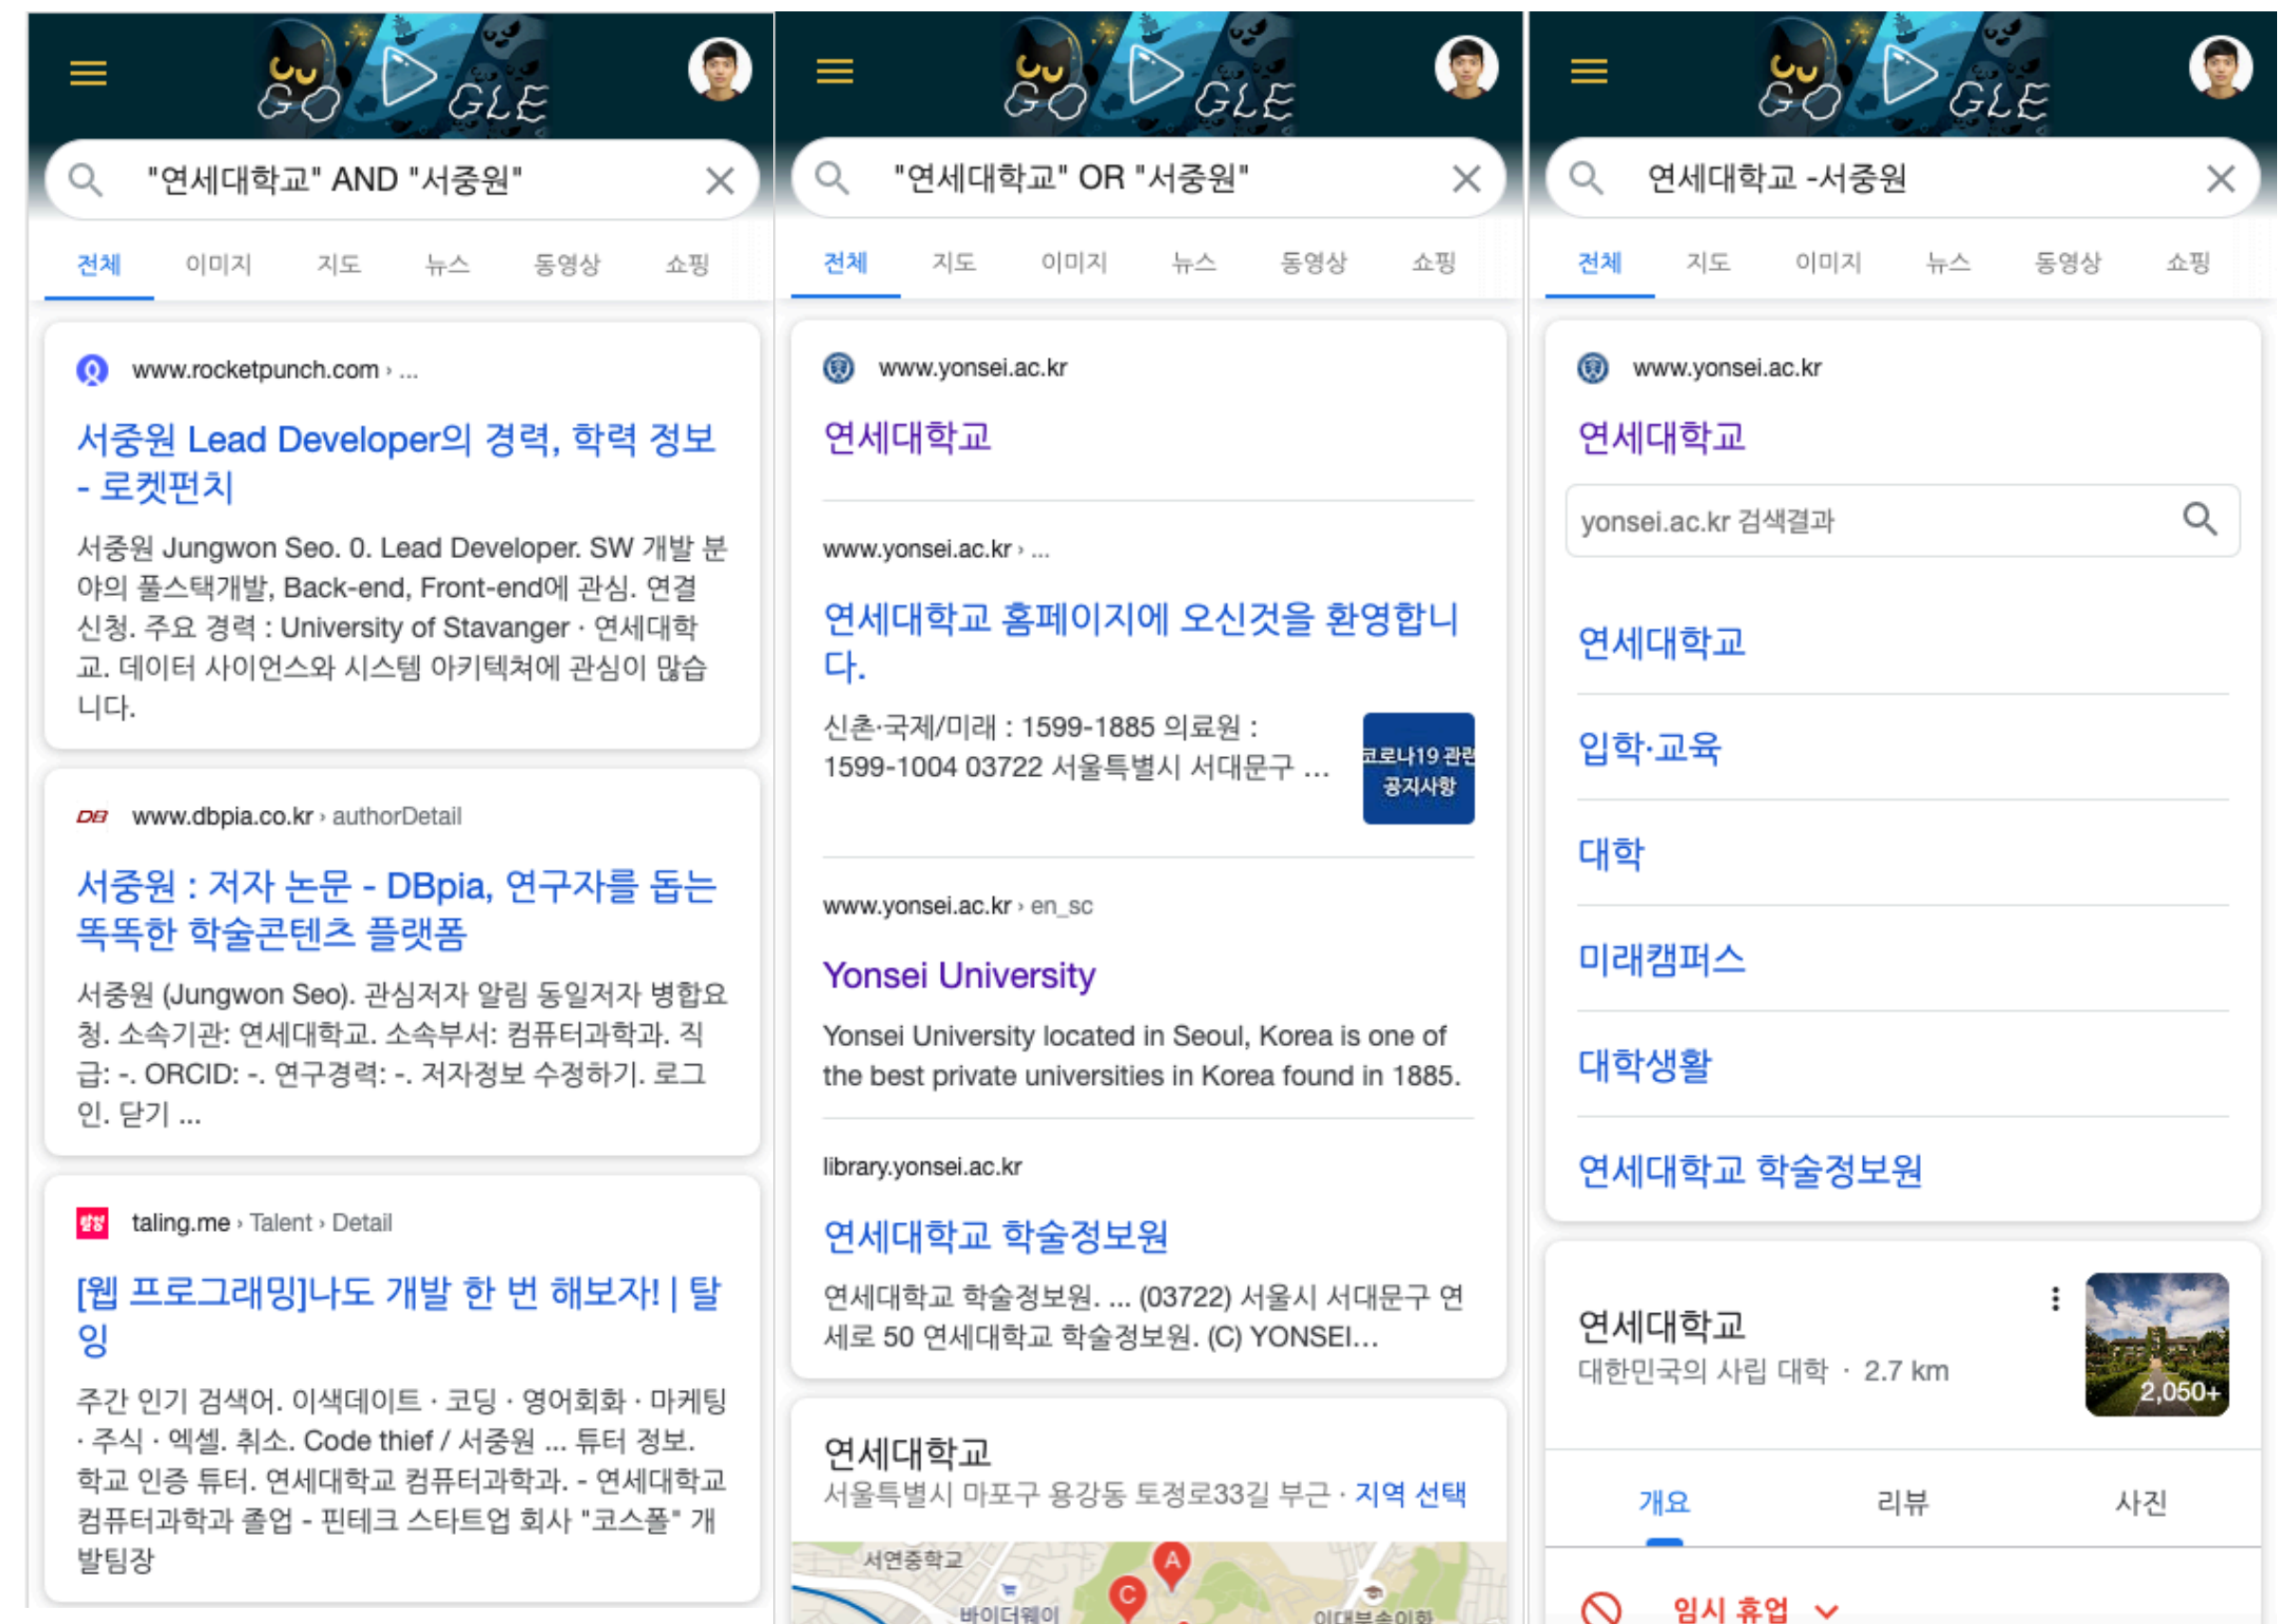 GO GLE
"연세대학교" AND "서중원"
전체 이미지 지도 뉴스 동영상 쇼핑
www.rocketpunch.com › ...
서중원 Lead Developer의 경력, 학력 정보
- 로켓펀치
서중원 Jungwon Seo. 0. Lead Developer. SW 개발 분
야의 풀스택개발, Back-end, Front-end에 관심. 연결
신청. 주요 경력 : University of Stavanger · 연세대학
교. 데이터 사이언스와 시스템 아키텍쳐에 관심이 많습
니다.
DB www.dbpia.co.kr › authorDetail
서중원 : 저자 논문 - DBpia, 연구자를 돕는
똑똑한 학술콘텐츠 플랫폼
서중원 (Jungwon Seo). 관심저자 알림 동일저자 병합요
청. 소속기관: 연세대학교. 소속부서: 컴퓨터과학과. 직
급: -. ORCID: -. 연구경력: -. 저자정보 수정하기. 로그
인. 닫기 ...
탈잉 taling.me › Talent › Detail
[웹 프로그래밍]나도 개발 한 번 해보자! | 탈
잉
주간 인기 검색어. 이색데이트 · 코딩 · 영어회화 · 마케팅
· 주식 · 엑셀. 취소. Code thief / 서중원 ... 튜터 정보.
학교 인증 튜터. 연세대학교 컴퓨터과학과. - 연세대학교
컴퓨터과학과 졸업 - 핀테크 스타트업 회사 "코스폴" 개
발팀장
GO GLE
"연세대학교" OR "서중원"
전체 지도 이미지 뉴스 동영상 쇼핑
www.yonsei.ac.kr
연세대학교
www.yonsei.ac.kr › ...
연세대학교 홈페이지에 오신것을 환영합니
다.
신촌·국제/미래 : 1599-1885 의료원 :
1599-1004 03722 서울특별시 서대문구 ...
코로나19 관련
공지사항
www.yonsei.ac.kr › en_sc
Yonsei University
Yonsei University located in Seoul, Korea is one of
the best private universities in Korea found in 1885.
library.yonsei.ac.kr
연세대학교 학술정보원
연세대학교 학술정보원. ... (03722) 서울시 서대문구 연
세로 50 연세대학교 학술정보원. (C) YONSEI...
연세대학교
서울특별시 마포구 용강동 토정로33길 부근 · 지역 선택
서연중학교
A
C
바이더웨이
이대부속이화
GO GLE
연세대학교 -서중원
전체 지도 이미지 뉴스 동영상 쇼핑
www.yonsei.ac.kr
연세대학교
yonsei.ac.kr 검색결과
연세대학교
입학·교육
대학
미래캠퍼스
대학생활
연세대학교 학술정보원
연세대학교
대한민국의 사립 대학 · 2.7 km
2,050+
개요 리뷰 사진
임시 휴업